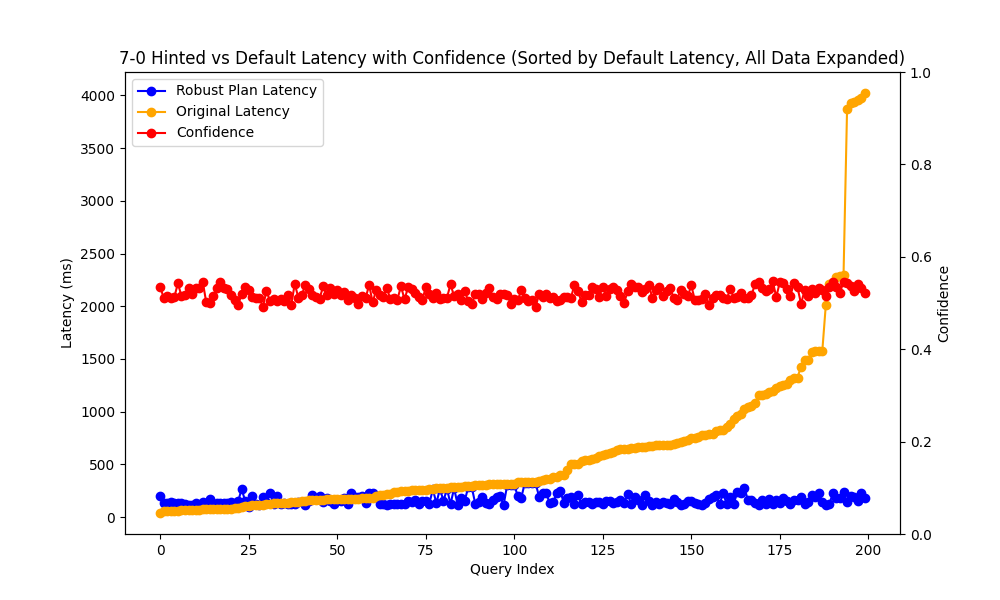 7-0 Hinted vs Default Latency with Confidence (Sorted by Default Latency, All Data Expanded)
Robust Plan Latency
Original Latency
Confidence
4000
3500
3000
2500
2000
1500
1000
500
0
Latency (ms)
1.0
0.8
0.6
0.4
0.2
0.0
Confidence
0 25 50 75 100 125 150 175 200
Query Index